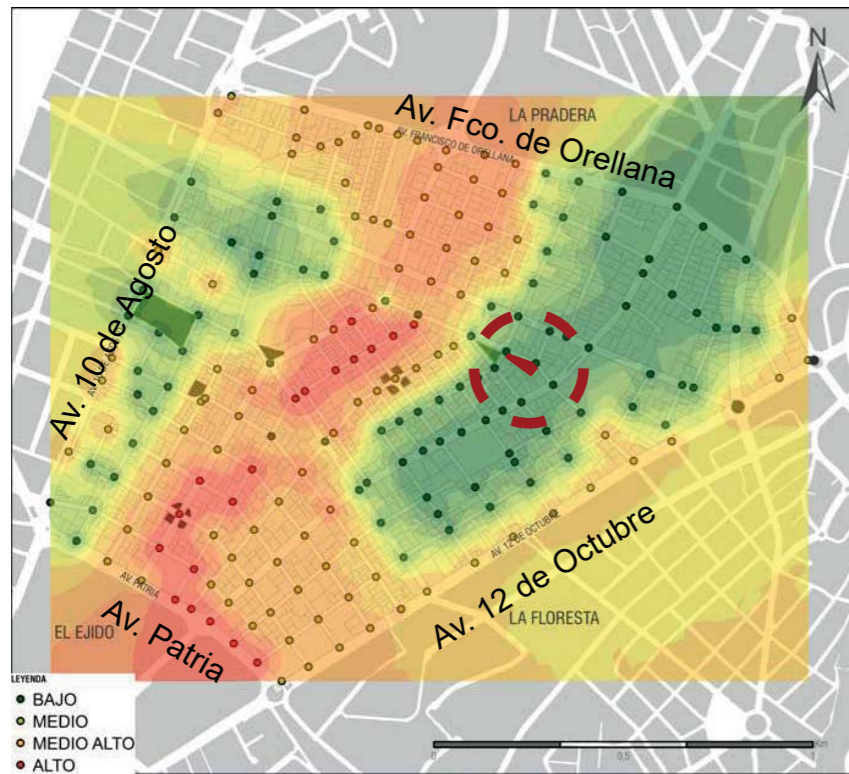 N
LA PRADERA
Av. Fco. de Orellana
AV. FRANCISCO DE ORELLANA
Av. 10 de Agosto
AV. 12 DE OCTUBRE
Av. 12 de Octubre
AV. PATRIA
Av. Patria
EL EJIDO
LA FLORESTA
LEYENDA
BAJO
MEDIO
MEDIO ALTO
ALTO
0
0,5
1
Km